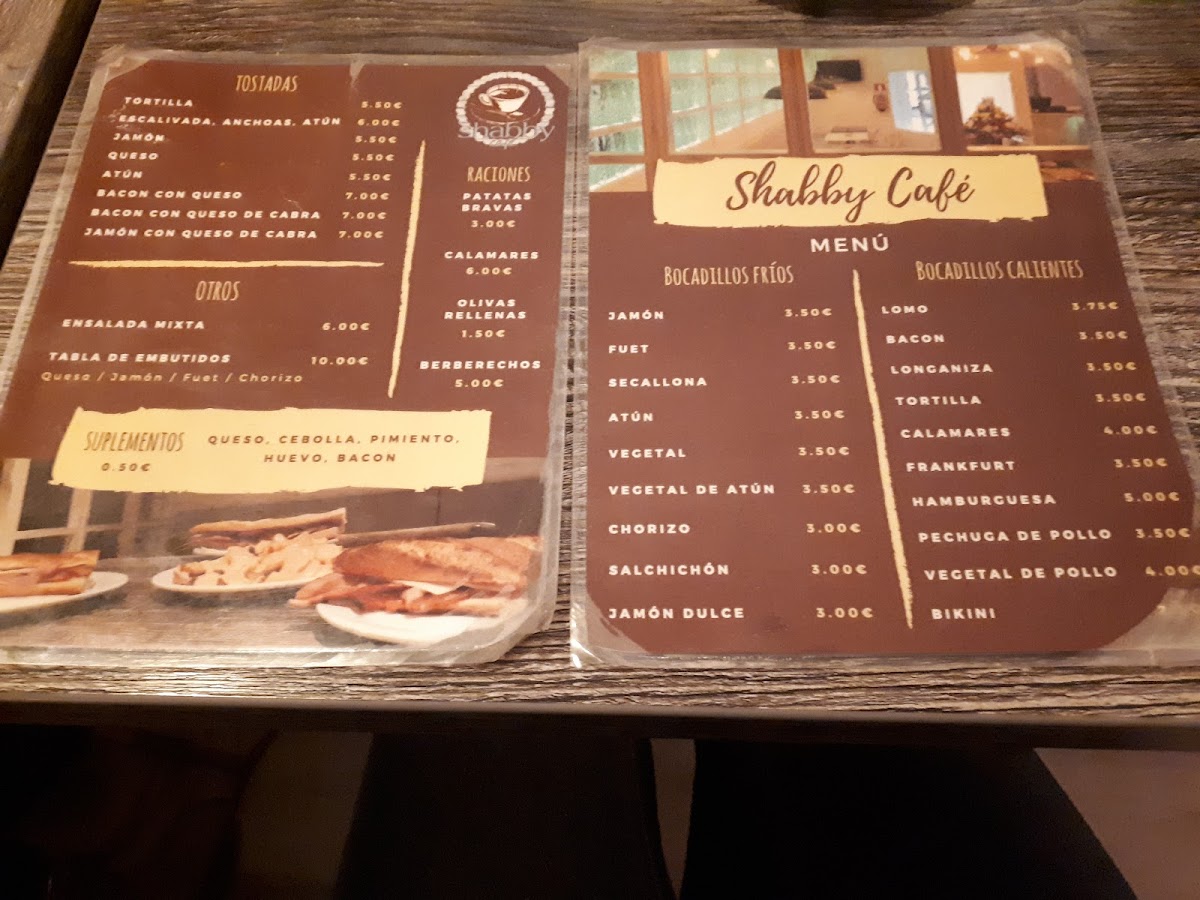 TOSTADAS
TORTILLA 5.50€
ESCALIVADA, ANCHOAS, ATÚN 6.00€
JAMÓN 5.50€
QUESO 5.50€
ATÚN 5.50€
BACON CON QUESO 7.00€
BACON CON QUESO DE CABRA 7.00€
JAMÓN CON QUESO DE CABRA 7.00€
OTROS
ENSALADA MIXTA 6.00€
TABLA DE EMBUTIDOS 10.00€
Queso / Jamón / Fuet / Chorizo
shabby
café
RACIONES
PATATAS
BRAVAS
3.00€
CALAMARES
6.00€
OLIVAS
RELLENAS
1.50€
BERBERECHOS
5.00€
SUPLEMENTOS
0.50€
QUESO, CEBOLLA, PIMIENTO,
HUEVO, BACON
Shabby Café
MENÚ
BOCADILLOS FRÍOS
JAMÓN 3.50€
FUET 3.50€
SECALLONA 3.50€
ATÚN 3.50€
VEGETAL 3.50€
VEGETAL DE ATÚN 3.50€
CHORIZO 3.00€
SALCHICHÓN 3.00€
JAMÓN DULCE 3.00€
BOCADILLOS CALIENTES
LOMO 3.75€
BACON 3.50€
LONGANIZA 3.50€
TORTILLA 3.50€
CALAMARES 4.00€
FRANKFURT 3.50€
HAMBURGUESA 5.00€
PECHUGA DE POLLO 3.50€
VEGETAL DE POLLO 4.00€
BIKINI